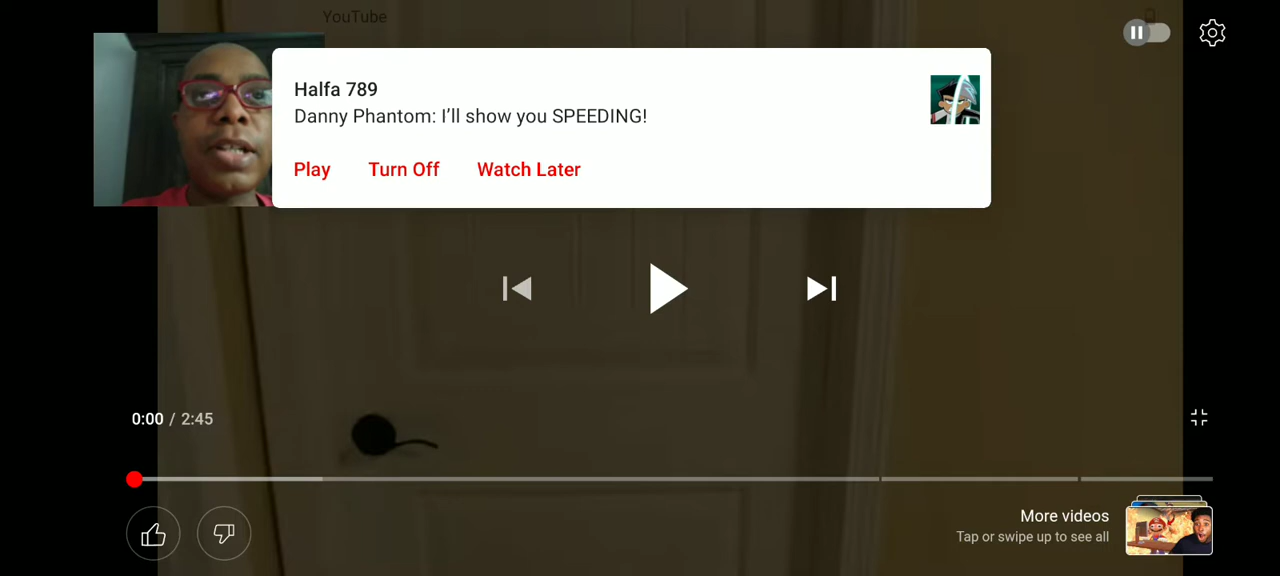 YouTube
Halfa 789
Danny Phantom: I’ll show you SPEEDING!
Play Turn Off Watch Later
0:00 / 2:45
More videos
Tap or swipe up to see all